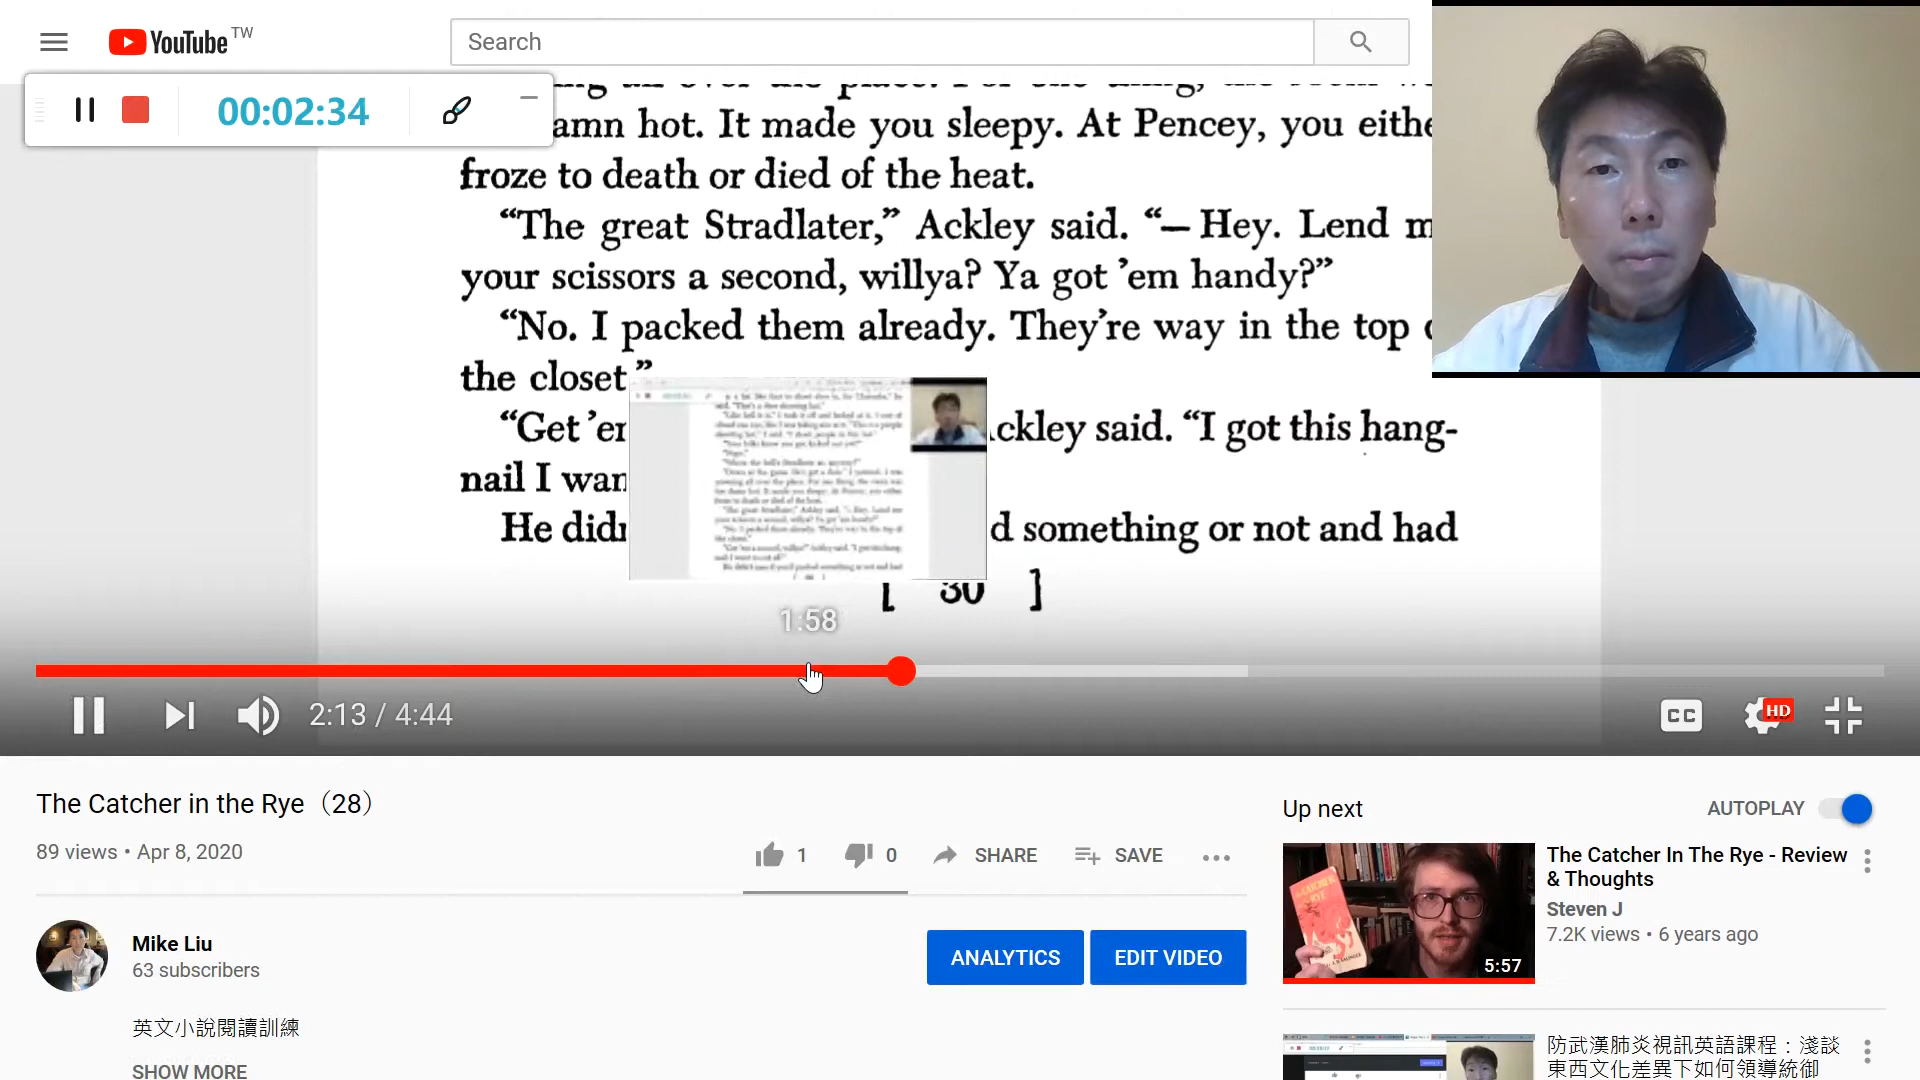 YouTube TW
Search
00:02:34
amn hot. It made you sleepy. At Pencey, you eithe
froze to death or died of the heat.
“The great Stradlater,” Ackley said. “—Hey. Lend m
your scissors a second, willya? Ya got ’em handy?”
“No. I packed them already. They’re way in the top
the closet.”
“Get ’e ckley said. “I got this hang-
nail I wan
He didn d something or not and had
[ 30 ]
1:58
2:13 / 4:44
CC
HD
The Catcher in the Rye（28）
89 views • Apr 8, 2020
1
0
SHARE
SAVE
Mike Liu
63 subscribers
ANALYTICS
EDIT VIDEO
英文小說閱讀訓練
SHOW MORE
Up next
AUTOPLAY
The Catcher In The Rye - Review
& Thoughts
Steven J
7.2K views • 6 years ago
5:57
防武漢肺炎視訊英語課程：淺談
東西文化差異下如何領導統御